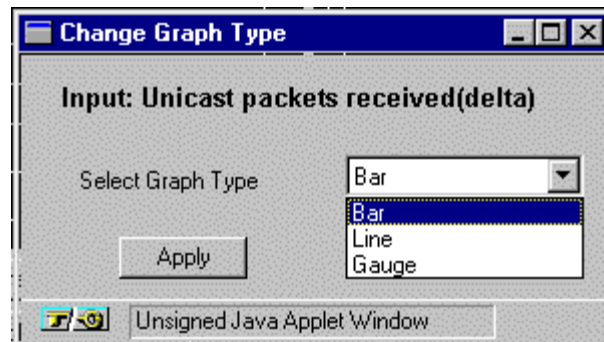 Change Graph Type
Input: Unicast packets received(delta)
Select Graph Type
Bar
Bar
Line
Gauge
Apply
Unsigned Java Applet Window